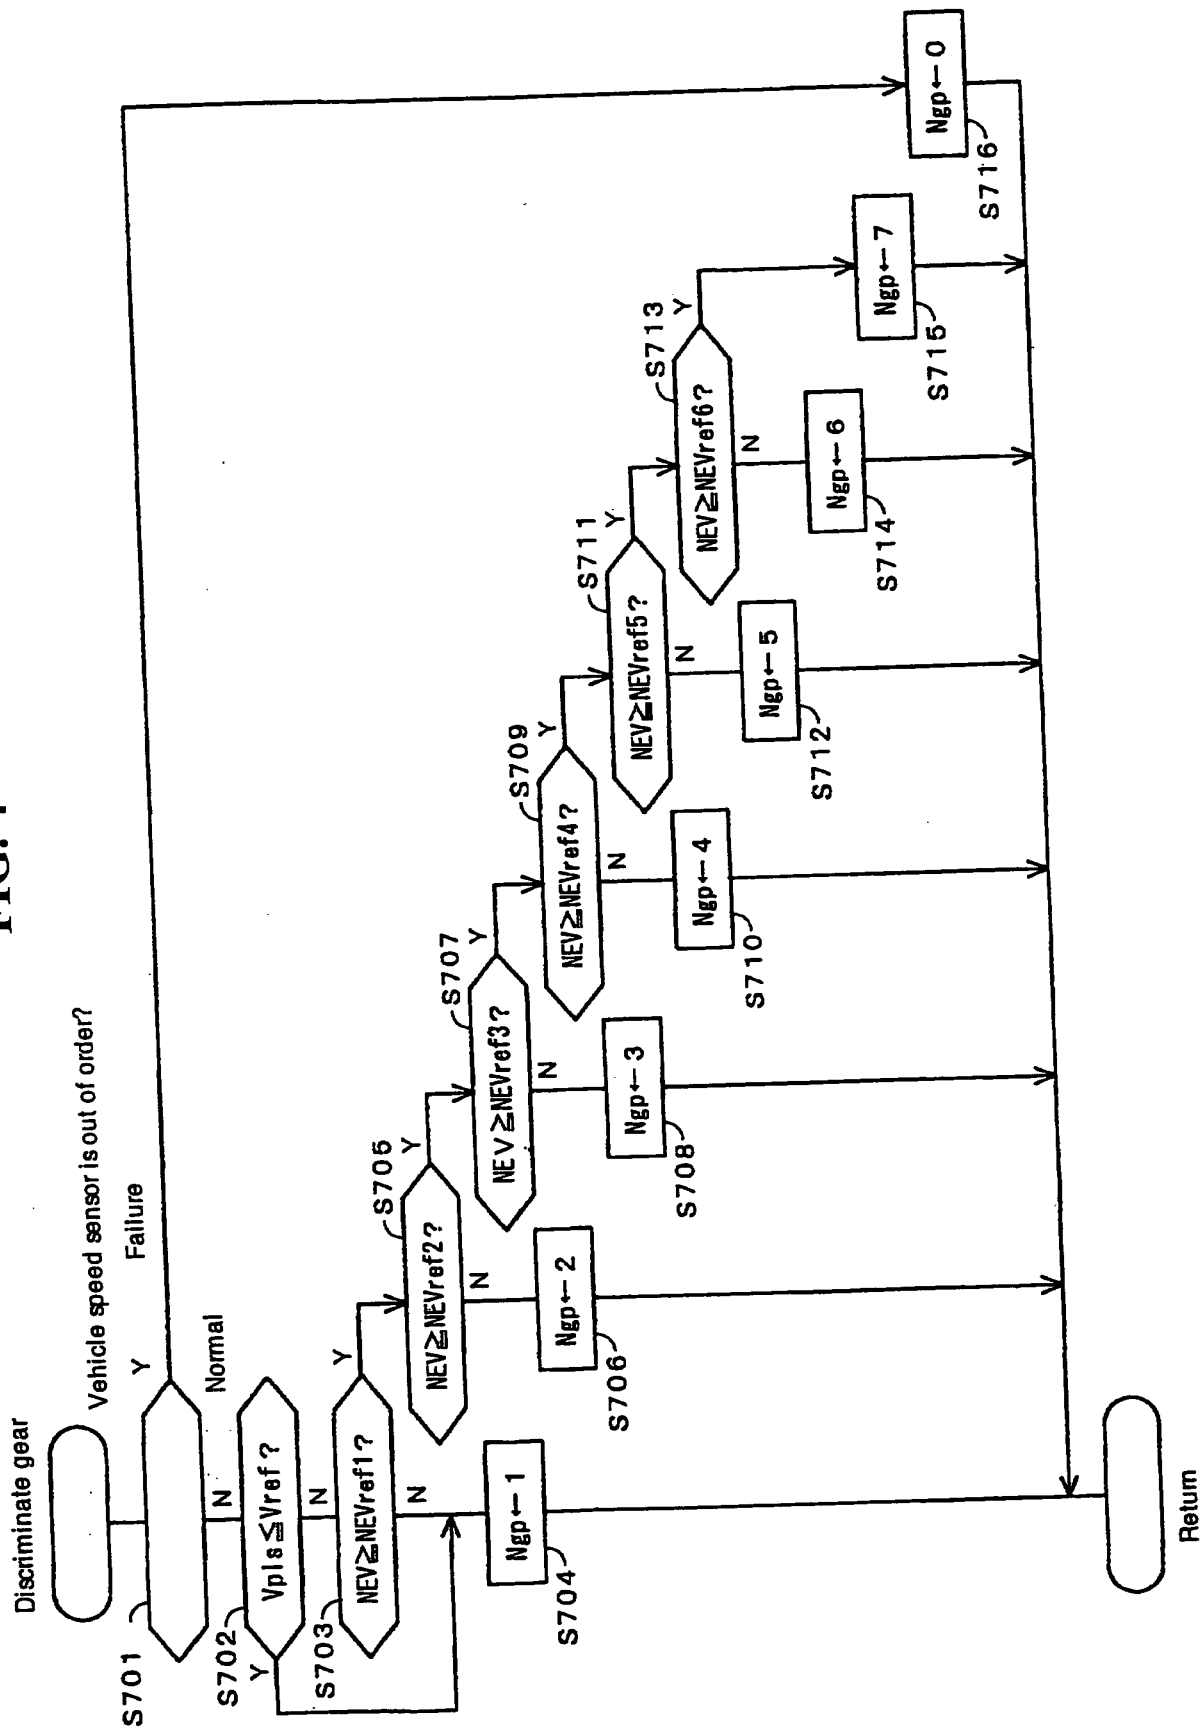 Discriminate gear
Vehicle speed sensor is out of order?
S701
Y
Failure
N
Normal
S702
Vpls≦Vref?
Y
N
S703
NEV≧NEVref1?
Y
N
S704
Ngp←1
S705
NEV≧NEVref2?
Y
N
S706
Ngp←2
S707
NEV≧NEVref3?
Y
N
S708
Ngp←3
S709
NEV≧NEVref4?
Y
N
S710
Ngp←4
S711
NEV≧NEVref5?
Y
N
S712
Ngp←5
S713
NEV≧NEVref6?
Y
N
S714
Ngp←6
S715
Ngp←7
S716
Ngp←0
Return